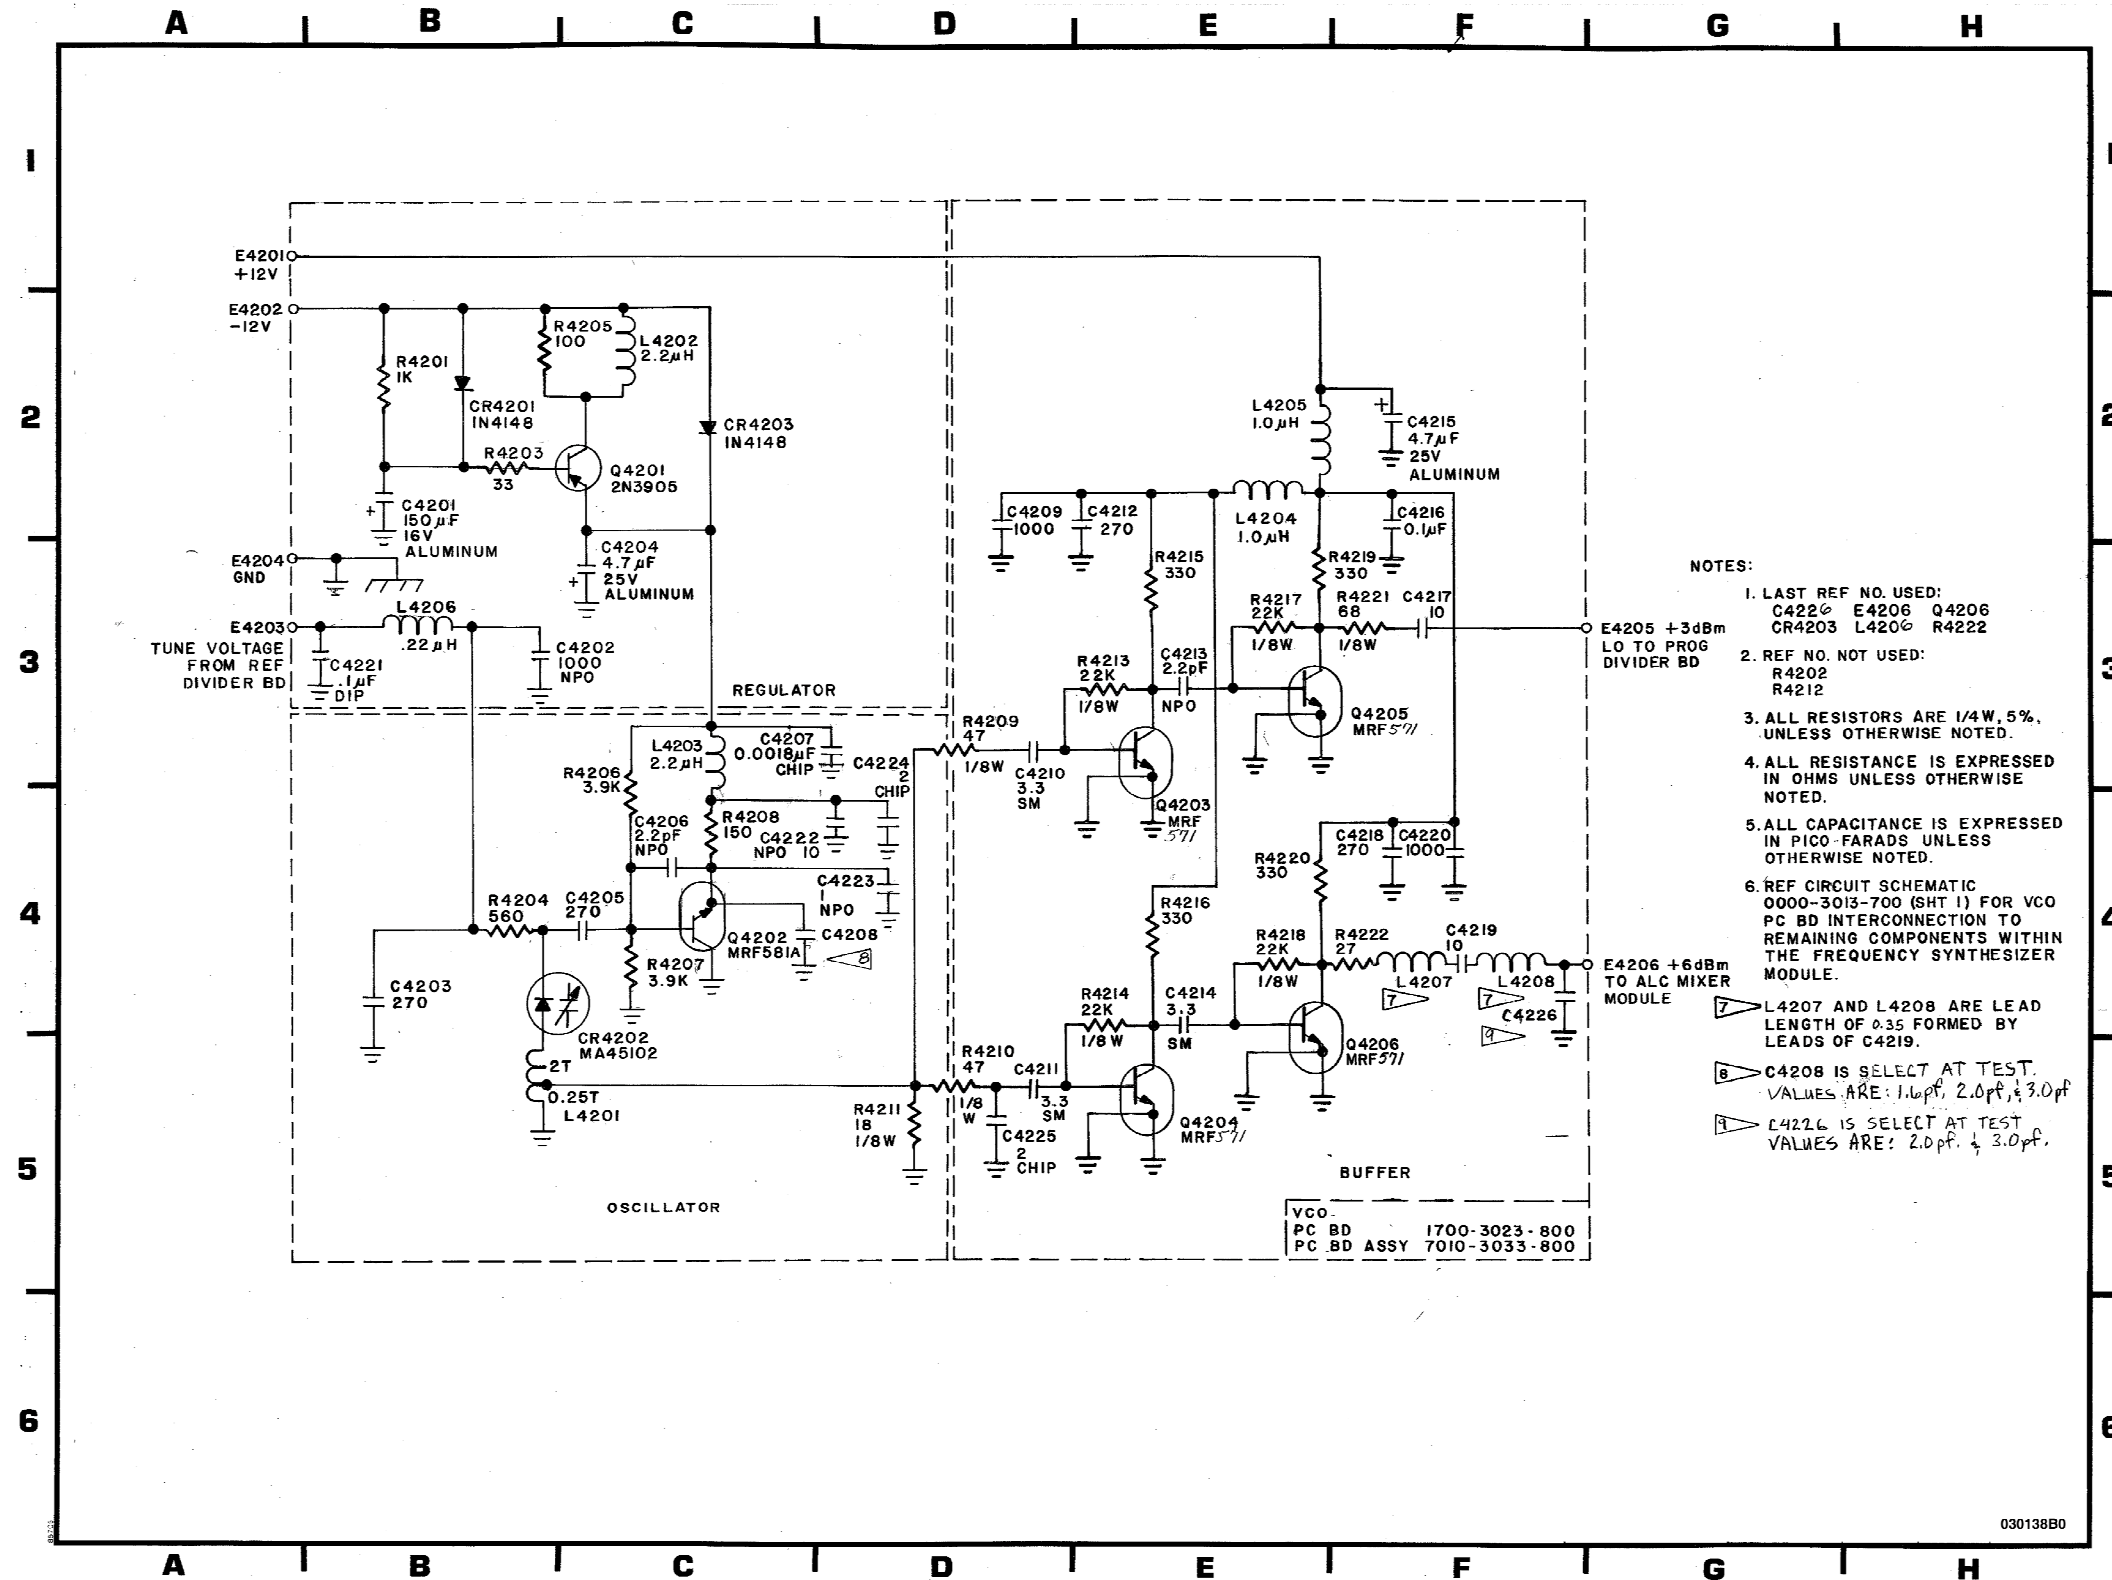 A B C D E F G H
1
E4201
+12V
E4202
-12V
R4205
100
L4202
2.2µH
R4201
1K
CR4201
1N4148
CR4203
1N4148
2
2
R4203
33
Q4201
2N3905
C4201
150µF
16V
ALUMINUM
+
C4204
4.7µF
25V
ALUMINUM
+
E4204
GND
L4206
.22µH
E4203
TUNE VOLTAGE
FROM REF
DIVIDER BD
C4221
.1µF
DIP
C4202
1000
NPO
REGULATOR
3
3
L4205
1.0µH
+
C4215
4.7µF
25V
ALUMINUM
C4209
1000
C4212
270
L4204
1.0µH
C4216
0.1µF
R4215
330
R4219
330
R4217
22K
1/8W
R4221
68
1/8W
C4217
10
E4205 +3dBm
LO TO PROG
DIVIDER BD
R4213
22K
1/8W
C4213
2.2pF
NPO
Q4205
MRF571
R4209
47
1/8W
C4210
3.3
SM
Q4203
MRF
571
L4203
2.2µH
C4207
0.0018µF
CHIP
C4224
2
CHIP
R4206
3.9K
C4206
2.2pF
NPO
R4208
150
C4222
NPO 10
C4223
1
NPO
R4204
560
C4205
270
Q4202
MRF581A
C4208
8
R4207
3.9K
C4203
270
CR4202
MA45102
2T
0.25T
L4201
4
4
C4218
270
C4220
1000
R4220
330
R4216
330
R4218
22K
1/8W
R4222
27
C4219
10
L4207
7
L4208
7
C4226
9
E4206 +6dBm
TO ALC MIXER
MODULE
R4214
22K
1/8W
C4214
3.3
SM
Q4206
MRF571
R4210
47
1/8
W
C4211
3.3
SM
R4211
18
1/8W
C4225
2
CHIP
Q4204
MRF571
5
5
OSCILLATOR
BUFFER
VCO
PC BD 1700-3023-800
PC BD ASSY 7010-3033-800
NOTES:
1. LAST REF NO. USED:
C4226 E4206 Q4206
CR4203 L4206 R4222
2. REF NO. NOT USED:
R4202
R4212
3. ALL RESISTORS ARE 1/4W, 5%,
UNLESS OTHERWISE NOTED.
4. ALL RESISTANCE IS EXPRESSED
IN OHMS UNLESS OTHERWISE
NOTED.
5. ALL CAPACITANCE IS EXPRESSED
IN PICO-FARADS UNLESS
OTHERWISE NOTED.
6. REF CIRCUIT SCHEMATIC
0000-3013-700 (SHT 1) FOR VCO
PC BD INTERCONNECTION TO
REMAINING COMPONENTS WITHIN
THE FREQUENCY SYNTHESIZER
MODULE.
7 L4207 AND L4208 ARE LEAD
LENGTH OF 0.35 FORMED BY
LEADS OF C4219.
8 C4208 IS SELECT AT TEST.
VALUES ARE: 1.6pf, 2.0pf, & 3.0pf
9 C4226 IS SELECT AT TEST
VALUES ARE: 2.0pf. & 3.0pf.
6
6
030138B0
A B C D E F G H